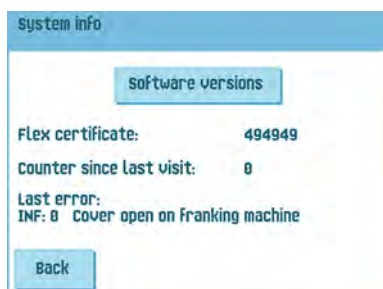 System info
Software versions
Flex certificate: 494949
Counter since last visit: 0
Last error:
INF: 0 Cover open on franking machine
Back